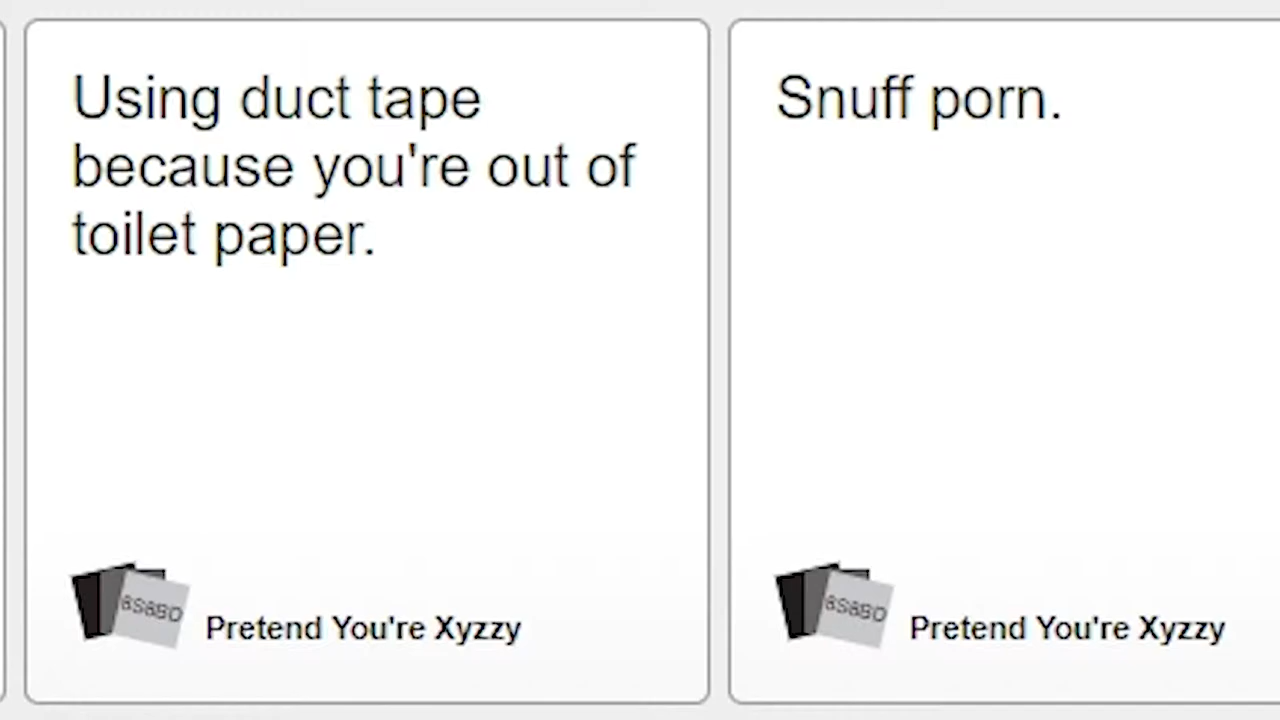 Using duct tape
because you're out of
toilet paper.
Pretend You're Xyzzy
Snuff porn.
Pretend You're Xyzzy